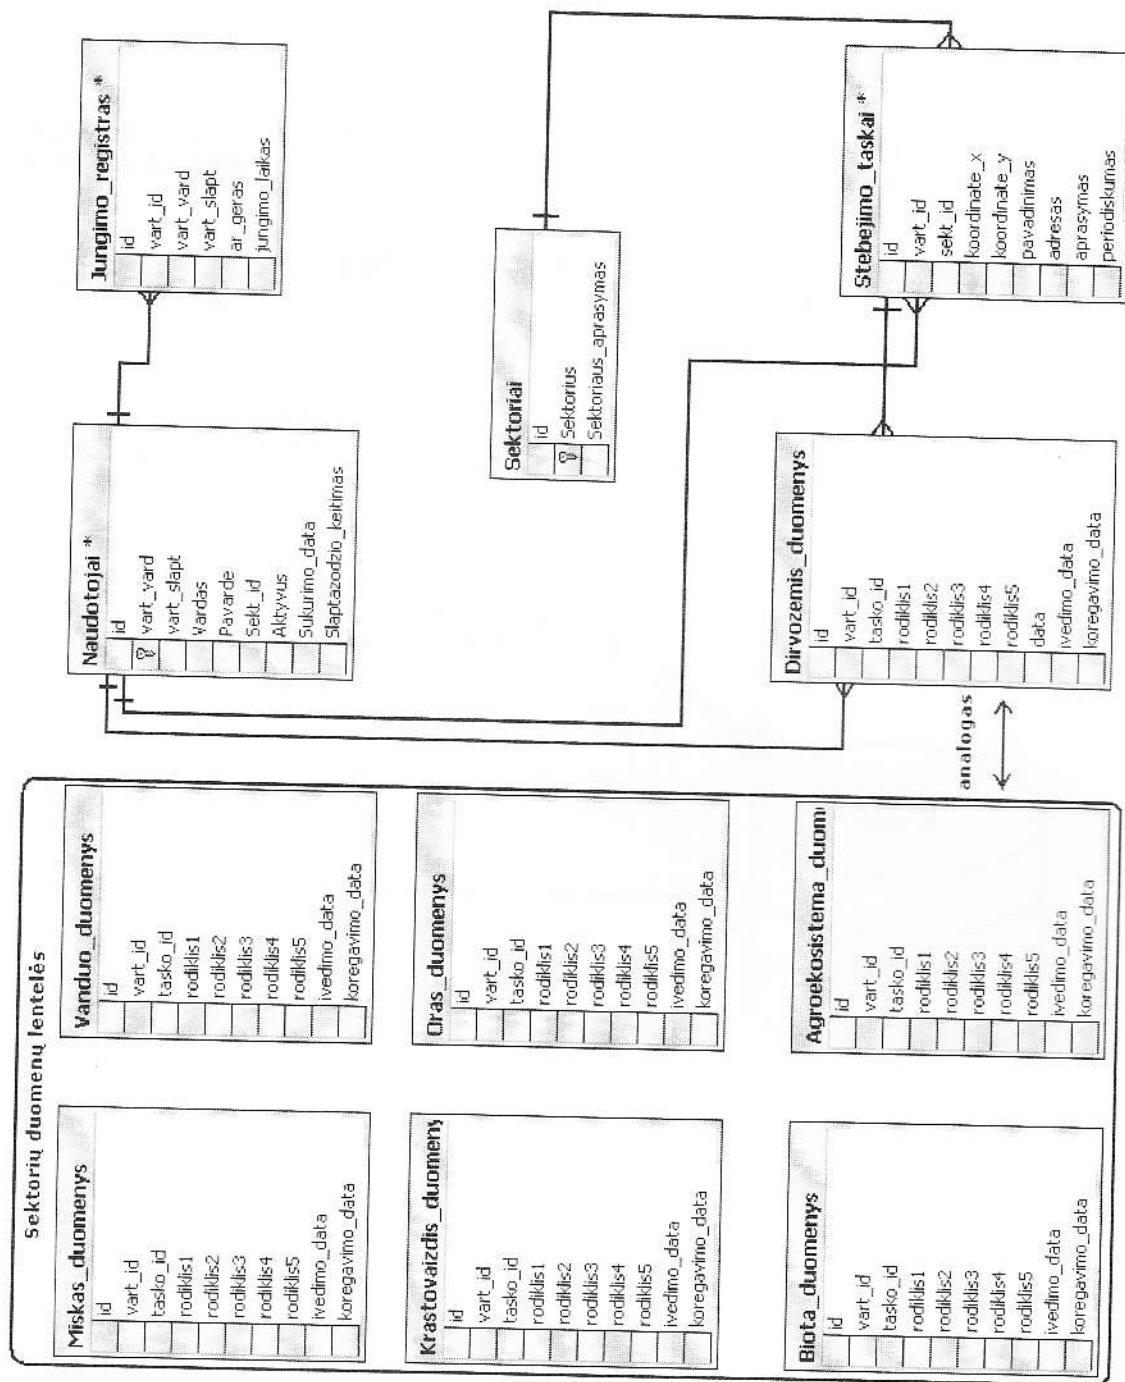 Sektorių duomenų lentelės
Miskas_duomenys
id
vart_id
tasko_id
rodiklis1
rodiklis2
rodiklis3
rodiklis4
rodiklis5
ivedimo_data
koregavimo_data
Vanduo_duomenys
id
vart_id
tasko_id
rodiklis1
rodiklis2
rodiklis3
rodiklis4
rodiklis5
ivedimo_data
koregavimo_data
Krastovaizdis_duomeny
id
vart_id
tasko_id
rodiklis1
rodiklis2
rodiklis3
rodiklis4
rodiklis5
ivedimo_data
koregavimo_data
Oras_duomenys
id
vart_id
tasko_id
rodiklis1
rodiklis2
rodiklis3
rodiklis4
rodiklis5
ivedimo_data
koregavimo_data
Biota_duomenys
id
vart_id
tasko_id
rodiklis1
rodiklis2
rodiklis3
rodiklis4
rodiklis5
ivedimo_data
koregavimo_data
Agroekosistema_duom
id
vart_id
tasko_id
rodiklis1
rodiklis2
rodiklis3
rodiklis4
rodiklis5
ivedimo_data
koregavimo_data
analogas
Naudotojai *
id
vart_vard
vart_slapt
Vardas
Pavarde
Sekt_id
Aktyvus
Sukurimo_data
Slaptazodzio_keitimas
Jungimo_registras *
id
vart_id
vart_vard
vart_slapt
ar_geras
jungimo_laikas
Sektoriai
id
Sektorius
Sektoriaus_aprasymas
Dirvozemis_duomenys
id
vart_id
tasko_id
rodiklis1
rodiklis2
rodiklis3
rodiklis4
rodiklis5
data
ivedimo_data
koregavimo_data
Stebejimo_taskai *
id
vart_id
sekt_id
koordinate_x
koordinate_y
pavadinimas
adresas
aprasymas
periodiskumas